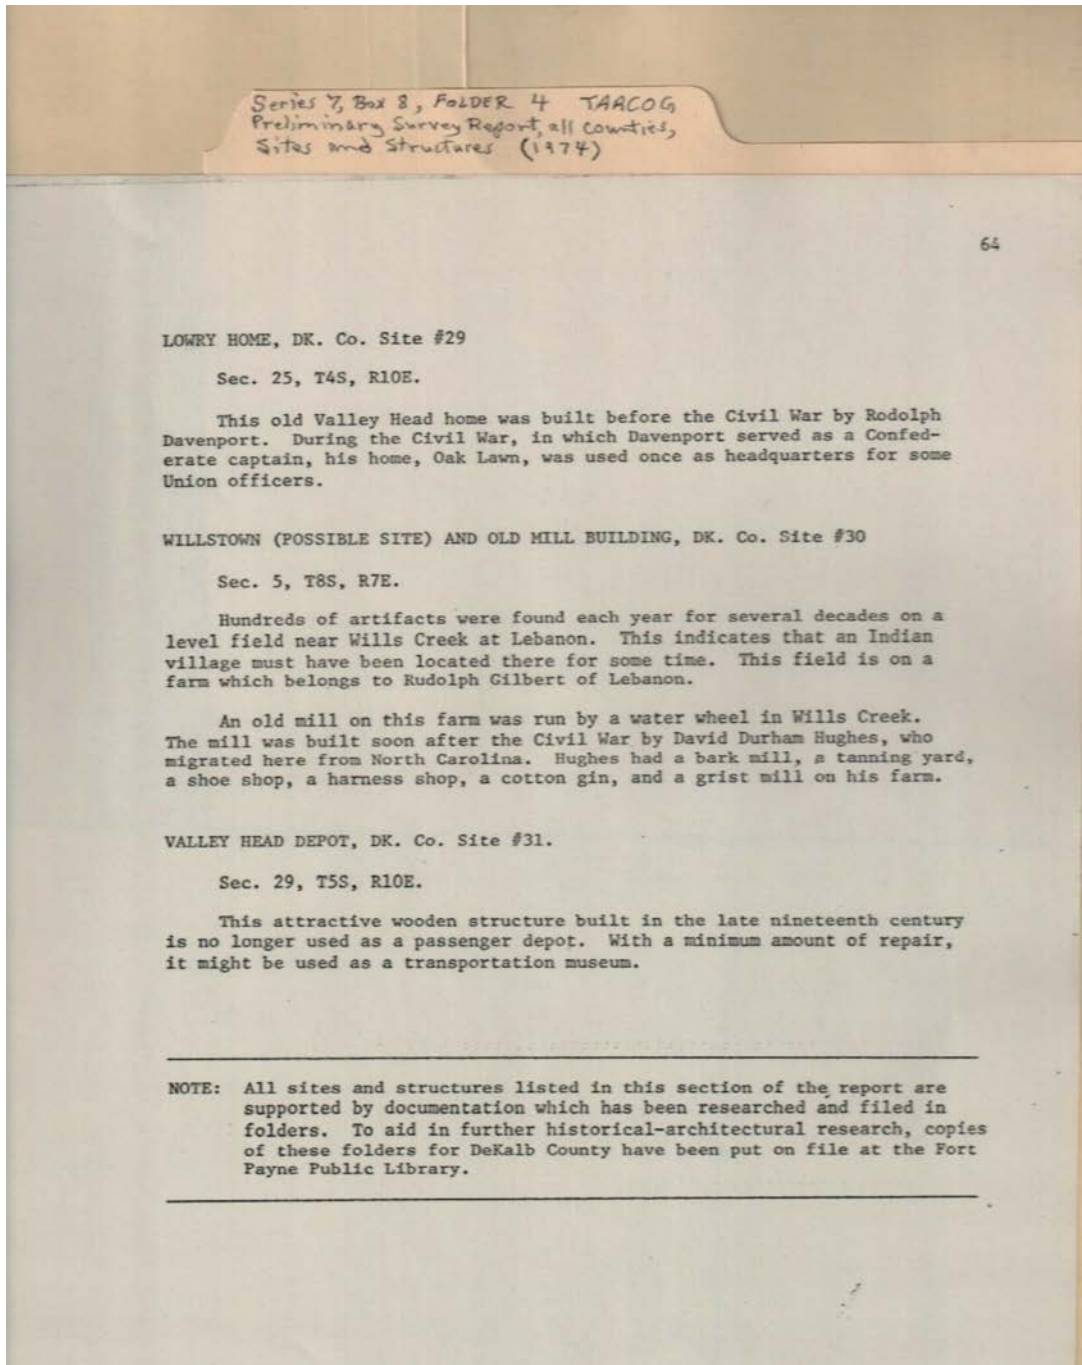 Series 7, Box 8, FOLDER 4 TARCOG
Preliminary Survey Report, all counties,
Sites and Structures (1974)
64
LOWRY HOME, DK. Co. Site #29
Sec. 25, T4S, R10E.
This old Valley Head home was built before the Civil War by Rodolph
Davenport. During the Civil War, in which Davenport served as a Confed-
erate captain, his home, Oak Lawn, was used once as headquarters for some
Union officers.
WILLSTOWN (POSSIBLE SITE) AND OLD MILL BUILDING, DK. Co. Site #30
Sec. 5, T8S, R7E.
Hundreds of artifacts were found each year for several decades on a
level field near Wills Creek at Lebanon. This indicates that an Indian
village must have been located there for some time. This field is on a
farm which belongs to Rudolph Gilbert of Lebanon.
An old mill on this farm was run by a water wheel in Wills Creek.
The mill was built soon after the Civil War by David Durham Hughes, who
migrated here from North Carolina. Hughes had a bark mill, a tanning yard,
a shoe shop, a harness shop, a cotton gin, and a grist mill on his farm.
VALLEY HEAD DEPOT, DK. Co. Site #31.
Sec. 29, T5S, R10E.
This attractive wooden structure built in the late nineteenth century
is no longer used as a passenger depot. With a minimum amount of repair,
it might be used as a transportation museum.
NOTE: All sites and structures listed in this section of the report are
supported by documentation which has been researched and filed in
folders. To aid in further historical-architectural research, copies
of these folders for DeKalb County have been put on file at the Fort
Payne Public Library.